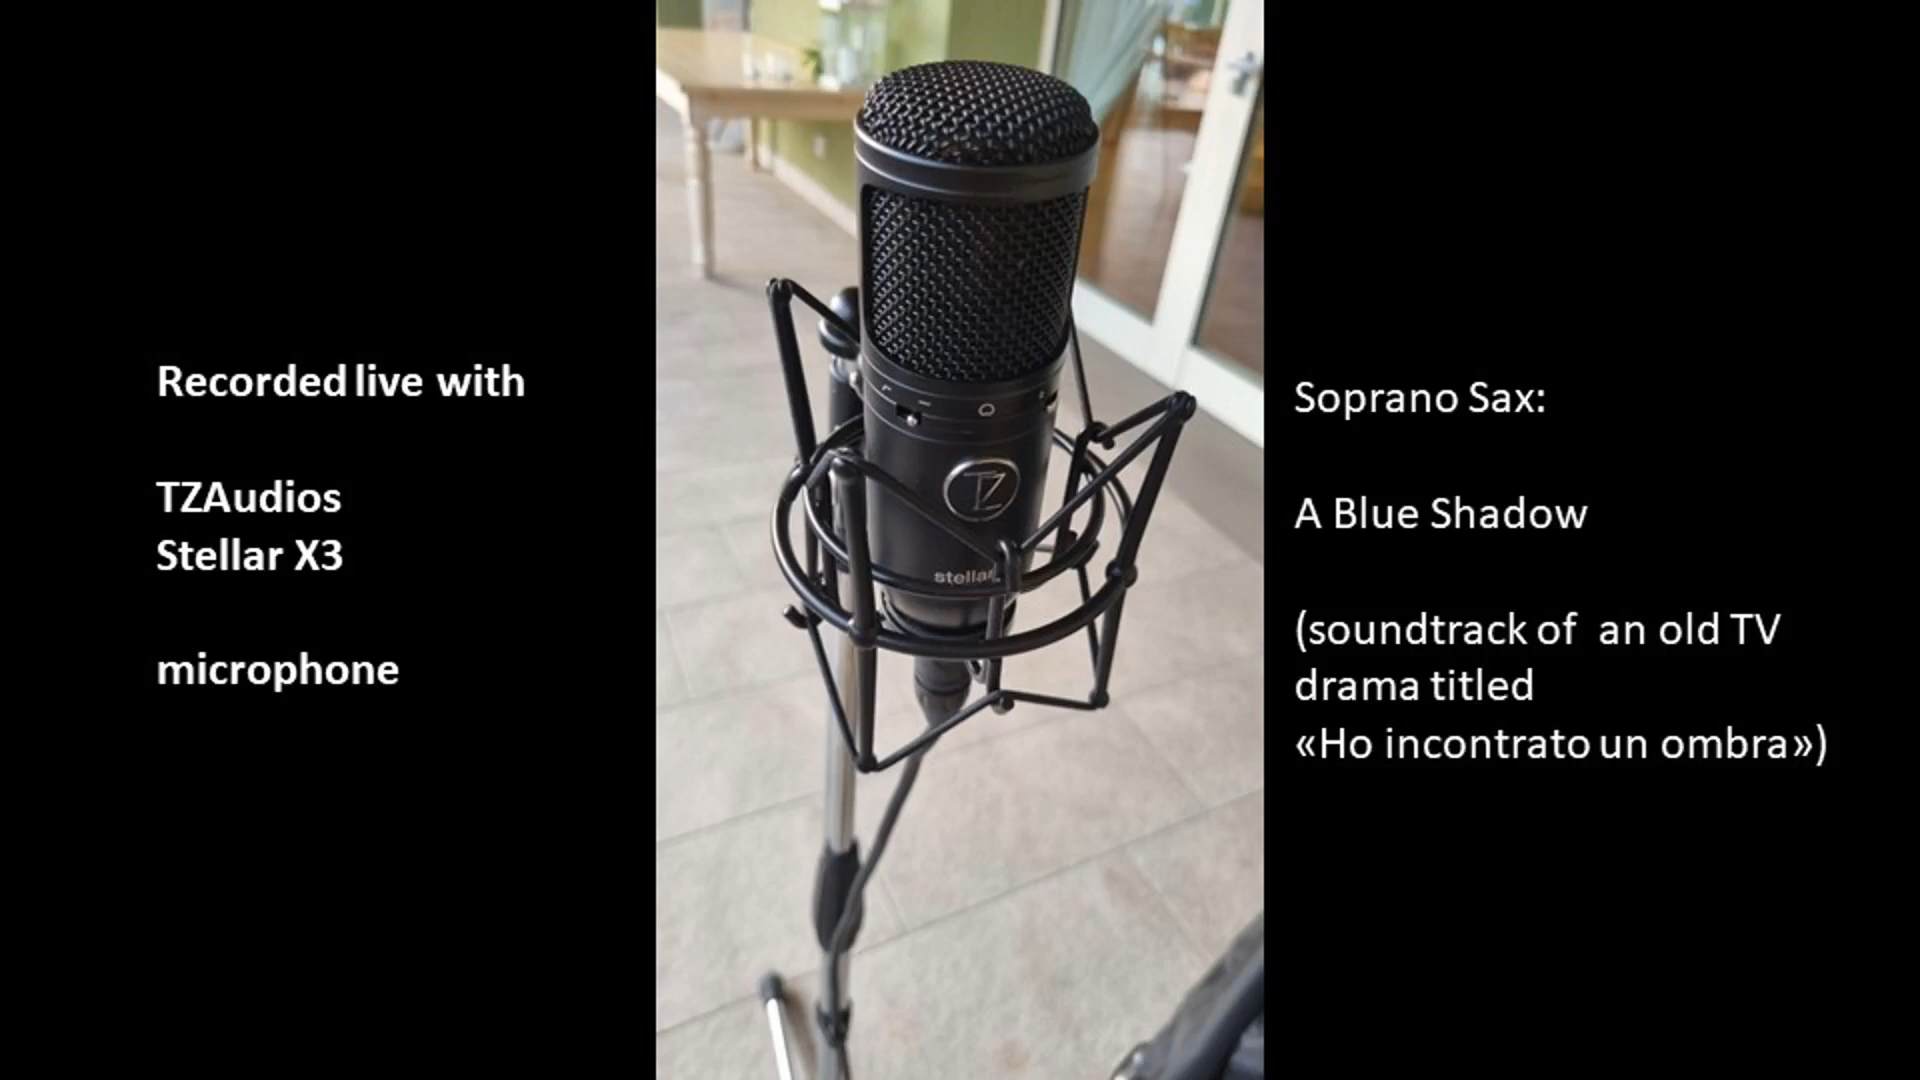 Recorded live with
TZAudios
Stellar X3
microphone
TZ
stellar
Soprano Sax:
A Blue Shadow
(soundtrack of  an old TV
drama titled
«Ho incontrato un ombra»)